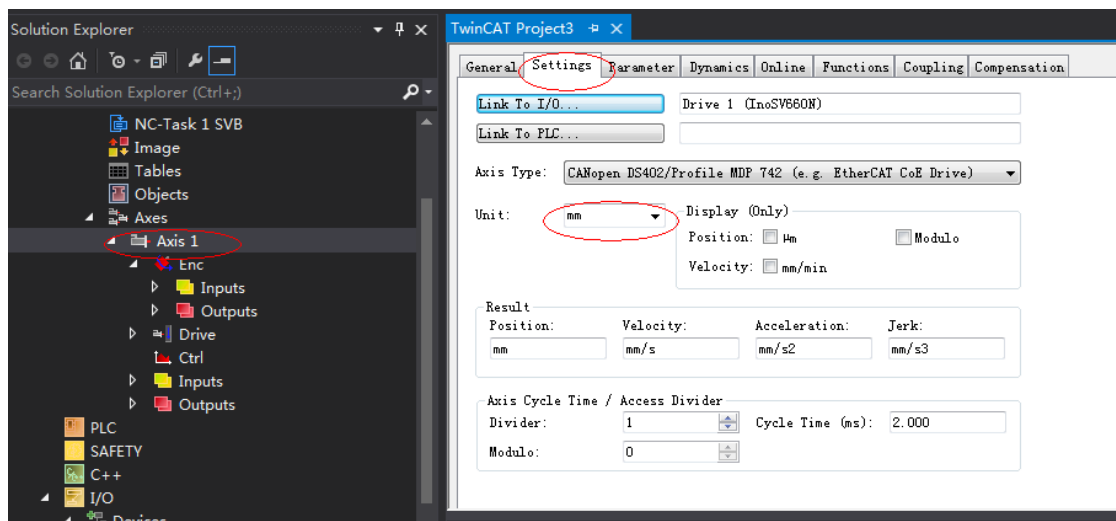 Solution Explorer
Search Solution Explorer (Ctrl+;)
NC-Task 1 SVB
Image
Tables
Objects
Axes
Axis 1
Enc
Inputs
Outputs
Drive
Ctrl
Inputs
Outputs
PLC
SAFETY
C++
I/O
Devices
TwinCAT Project3
General Settings Parameter Dynamics Online Functions Coupling Compensation
Link To I/O... Drive 1 (InoSV660N)
Link To PLC...
Axis Type: CANopen DS402/Profile MDP 742 (e.g. EtherCAT CoE Drive)
Unit: mm Display (Only)
Position: µm Modulo
Velocity: mm/min
Result
Position: Velocity: Acceleration: Jerk:
mm mm/s mm/s2 mm/s3
Axis Cycle Time / Access Divider
Divider: 1 Cycle Time (ms): 2.000
Modulo: 0